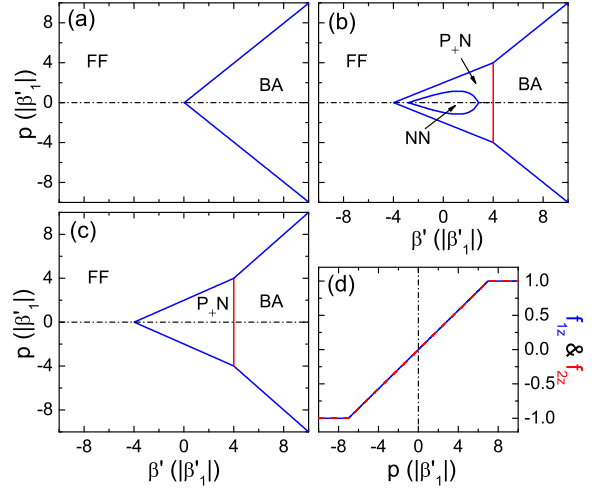 (a)
FF
BA
p (|β'₁|)
8
4
0
-4
-8
(b)
FF
P₊N
NN
BA
-8 -4 0 4 8
β' (|β'₁|)
(c)
FF
P₊N
BA
p (|β'₁|)
8
4
0
-4
-8
-8 -4 0 4 8
β' (|β'₁|)
(d)
1.0
0.5
0.0
-0.5
-1.0
f₁z & f₂z
-8 -4 0 4 8
p (|β'₁|)